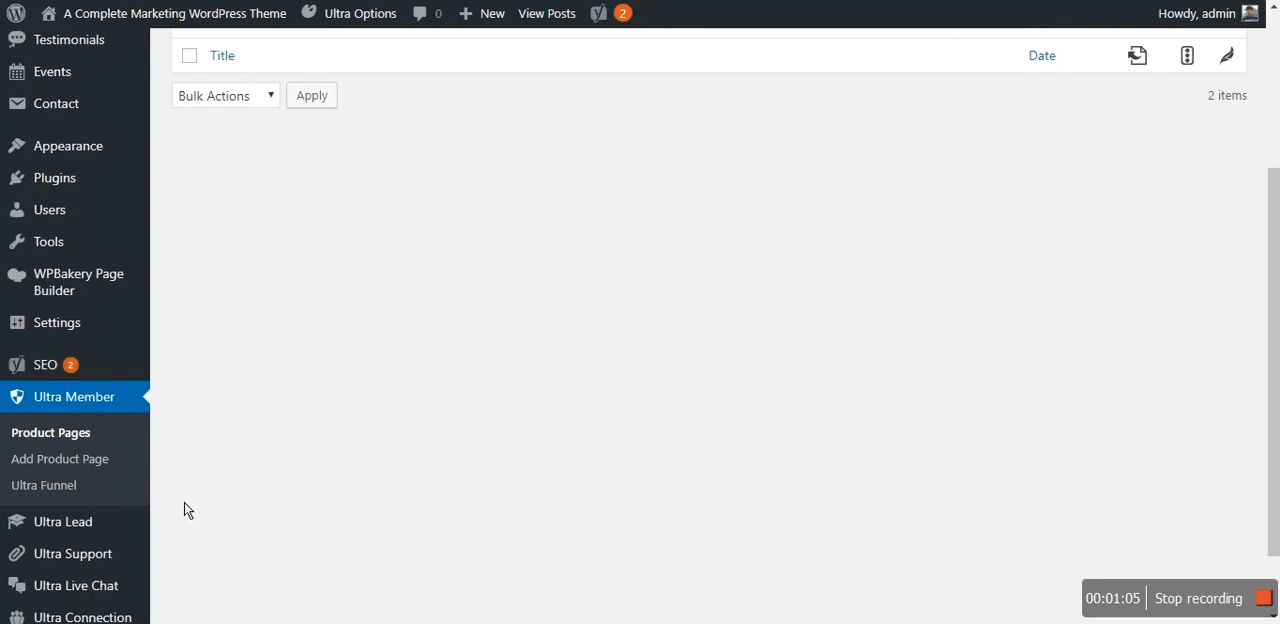 A Complete Marketing WordPress Theme Ultra Options 0 New View Posts 2 Howdy, admin
Testimonials
Events
Contact
Appearance
Plugins
Users
Tools
WPBakery Page
Builder
Settings
SEO 2
Ultra Member
Product Pages
Add Product Page
Ultra Funnel
Ultra Lead
Ultra Support
Ultra Live Chat
Ultra Connection
Title Date
Bulk Actions Apply 2 items
00:01:05 Stop recording